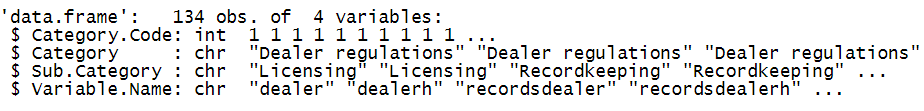 'data.frame':   134 obs. of  4 variables:
 $ Category.Code: int  1 1 1 1 1 1 1 1 1 1 ...
 $ Category     : chr  "Dealer regulations" "Dealer regulations" "Dealer regulations"
 $ Sub.Category : chr  "Licensing" "Licensing" "Recordkeeping" "Recordkeeping" ...
 $ Variable.Name: chr  "dealer" "dealerh" "recordsdealer" "recordsdealerh" ...